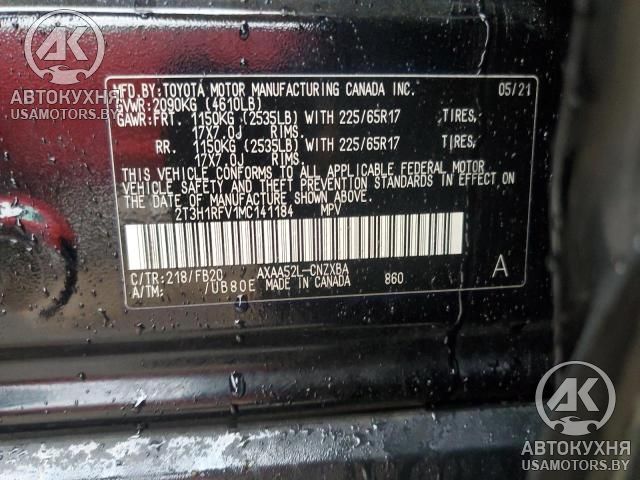 АК
АВТОКУХНЯ
USAMOTORS.BY
MFD.BY:TOYOTA MOTOR MANUFACTURING CANADA INC. 05/21
GVWR:2090KG (4610LB)
GAWR:FRT. 1150KG (2535LB) WITH 225/65R17 TIRES,
17X7.0J RIMS,
RR. 1150KG (2535LB) WITH 225/65R17 TIRES,
17X7.0J RIMS.
THIS VEHICLE CONFORMS TO ALL APPLICABLE FEDERAL MOTOR
VEHICLE SAFETY AND THEFT PREVENTION STANDARDS IN EFFECT ON
THE DATE OF MANUFACTURE SHOWN ABOVE.
2T3H1RFV1MC141184 MPV
C/TR:218/FB20 AXAA52L-CNZXBA 860 A
A/TM: /UB80E MADE IN CANADA
АК
АВТОКУХНЯ
USAMOTORS.BY